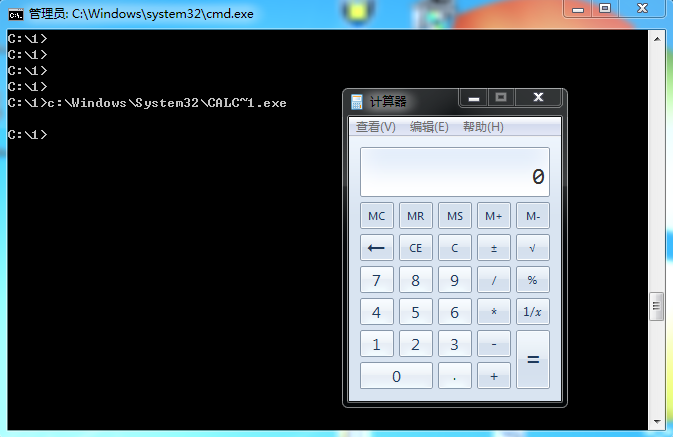 管理员: C:\Windows\system32\cmd.exe
C:\1>
C:\1>
C:\1>
C:\1>
C:\1>c:\Windows\System32\CALC~1.exe
C:\1>
计算器
查看(V) 编辑(E) 帮助(H)
0
MC MR MS M+ M-
← CE C ± √
7 8 9 / %
4 5 6 * 1/x
1 2 3 - =
0 . +